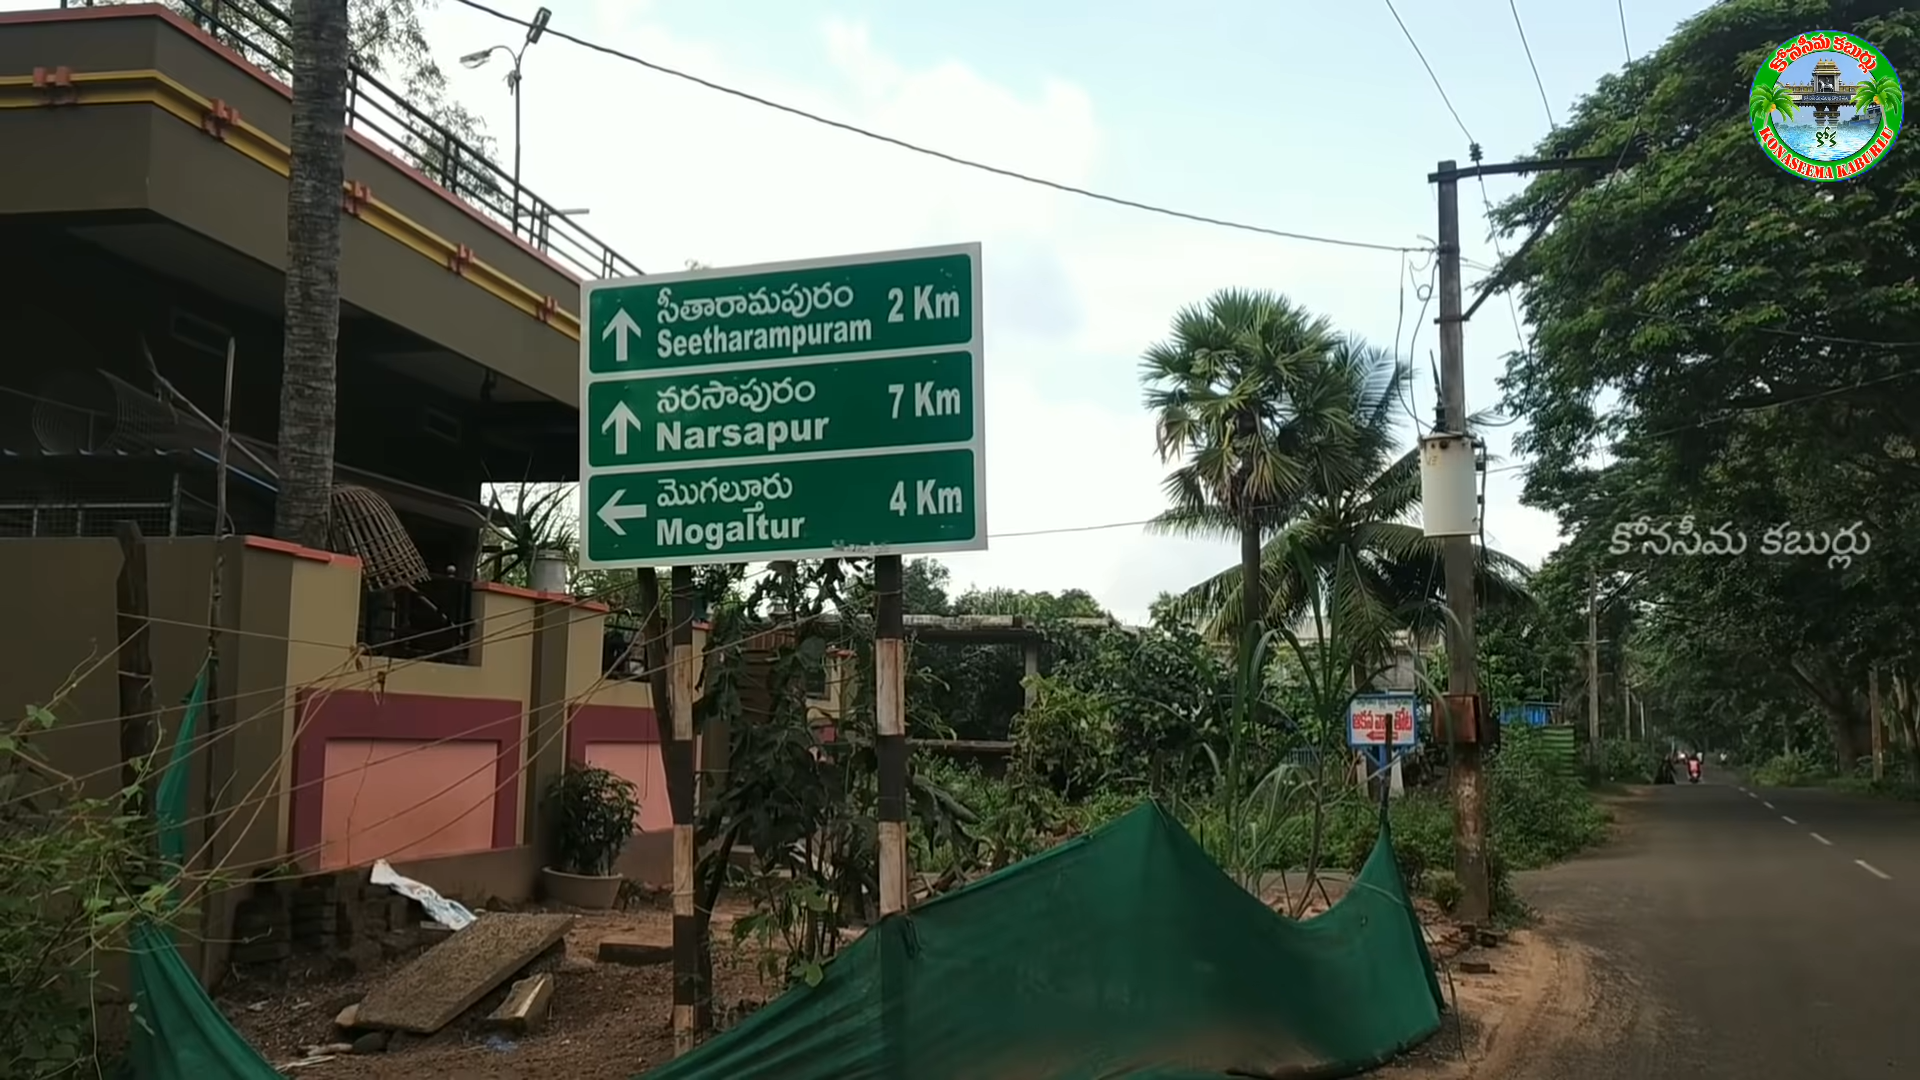 కోనసీమ కబుర్లు
KONASEEMA KABURLU
సీతారామపురం 2 Km
Seetharampuram
నరసాపురం 7 Km
Narsapur
మొగల్తూరు 4 Km
Mogaltur
కోనసీమ కబుర్లు